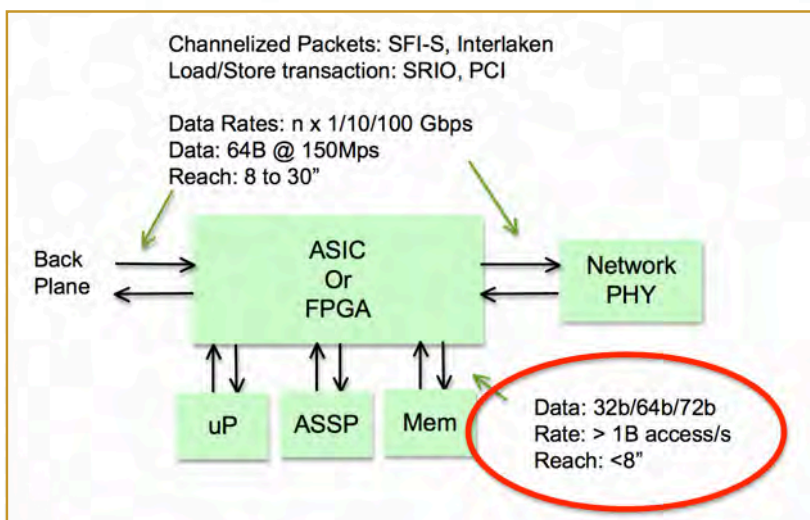 Channelized Packets: SFI-S, Interlaken
Load/Store transaction: SRIO, PCI
Data Rates: n x 1/10/100 Gbps
Data: 64B @ 150Mps
Reach: 8 to 30”
Back
Plane
ASIC
Or
FPGA
Network
PHY
uP
ASSP
Mem
Data: 32b/64b/72b
Rate: > 1B access/s
Reach: <8”